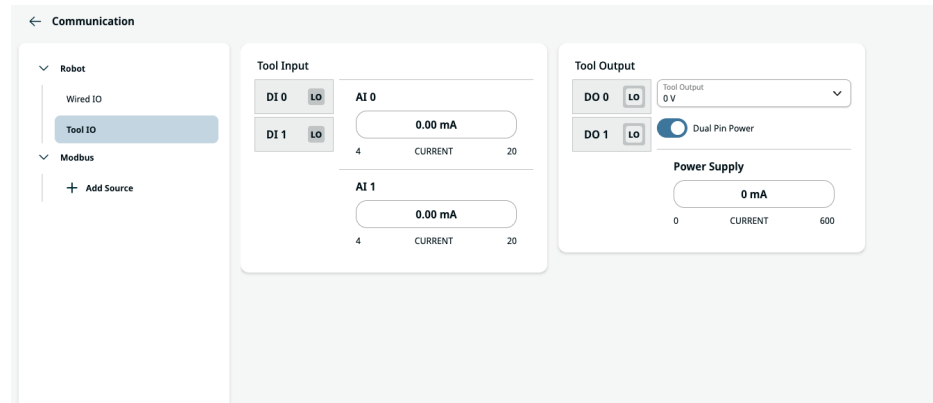 Communication
Robot
Wired IO
Tool IO
Modbus
Add Source
Tool Input
DI 0 LO
DI 1 LO
AI 0
0.00 mA
4 CURRENT 20
AI 1
0.00 mA
4 CURRENT 20
Tool Output
DO 0 LO
DO 1 LO
Tool Output
0 V
Dual Pin Power
Power Supply
0 mA
0 CURRENT 600